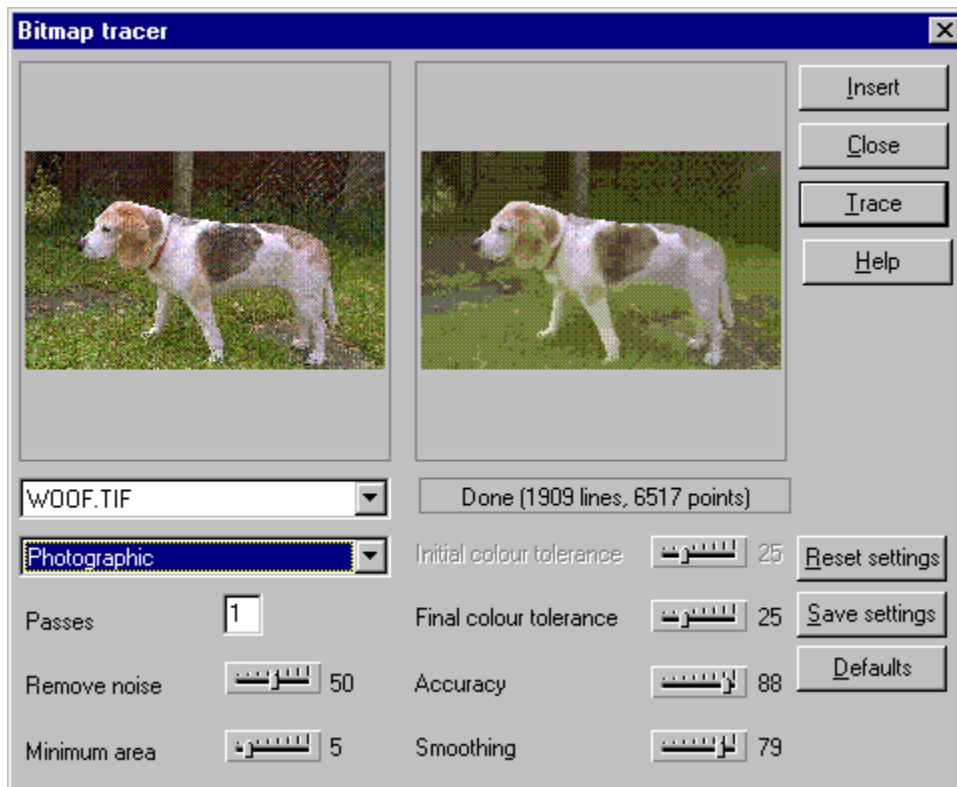 Bitmap tracer
Insert
Close
Trace
Help
WOOF.TIF
Done (1909 lines, 6517 points)
Photographic
Initial colour tolerance 25
Reset settings
Passes 1
Final colour tolerance 25
Save settings
Remove noise 50
Accuracy 88
Defaults
Minimum area 5
Smoothing 79